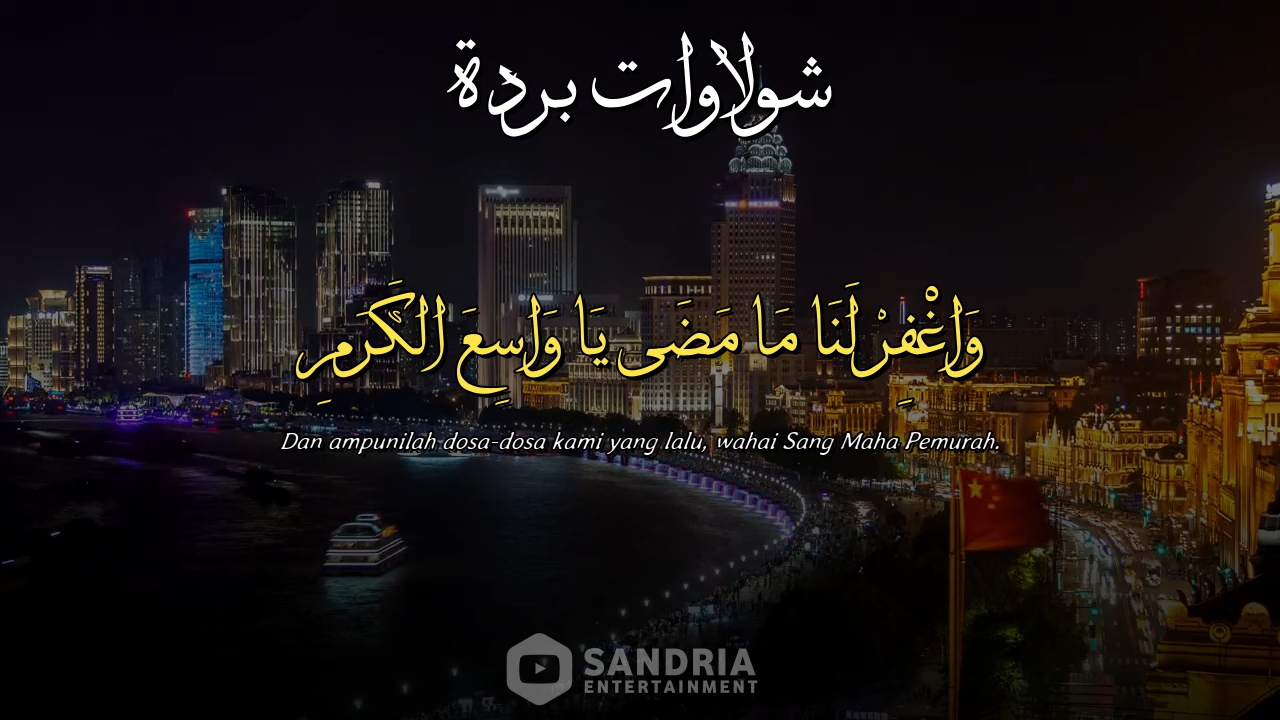 شولاوات بردة
وَاغْفِرْ لَنَا مَا مَضَى يَا وَاسِعَ الْكَرَمِ
Dan ampunilah dosa-dosa kami yang lalu, wahai Sang Maha Pemurah.
SANDRIA
ENTERTAINMENT